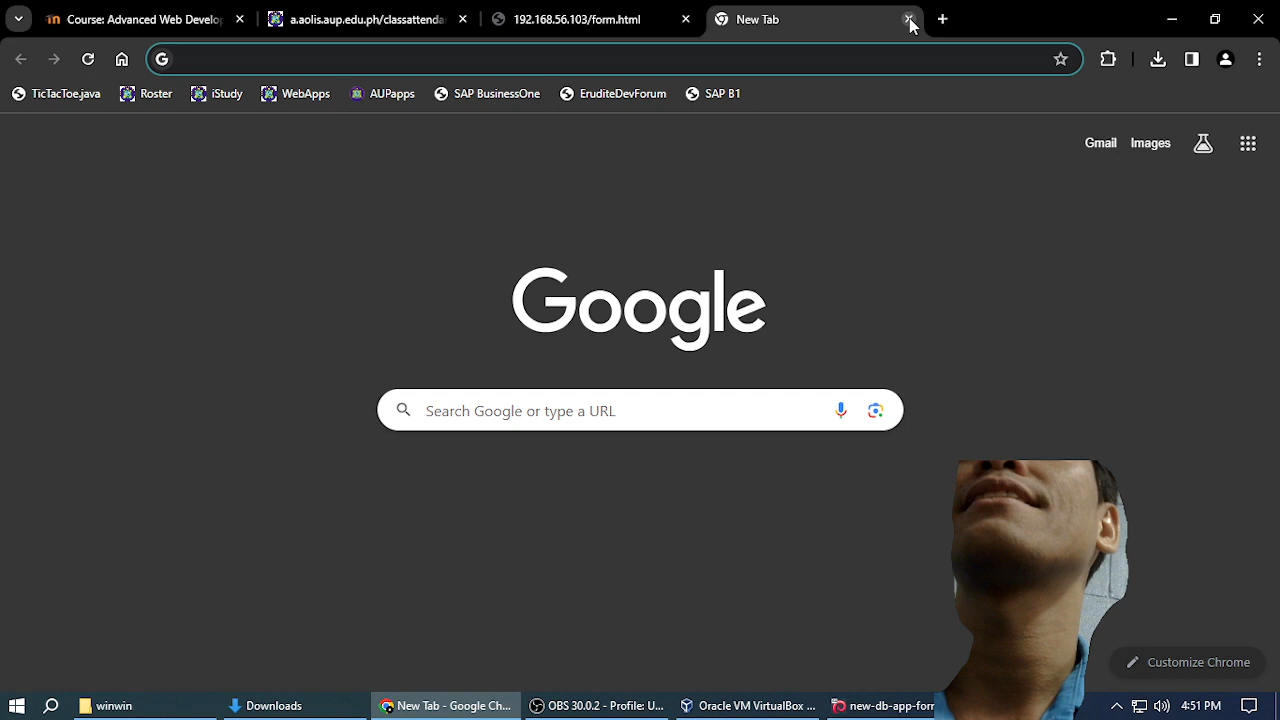 Course: Advanced Web Develop
a.aolis.aup.edu.ph/classattenda
192.168.56.103/form.html
New Tab
TicTacToe.java
Roster
iStudy
WebApps
AUPapps
SAP BusinessOne
EruditeDevForum
SAP B1
Gmail
Images
Google
Search Google or type a URL
Customize Chrome
winwin
Downloads
New Tab - Google Ch...
OBS 30.0.2 - Profile: U...
Oracle VM VirtualBox ...
new-db-app-forn
4:51 PM